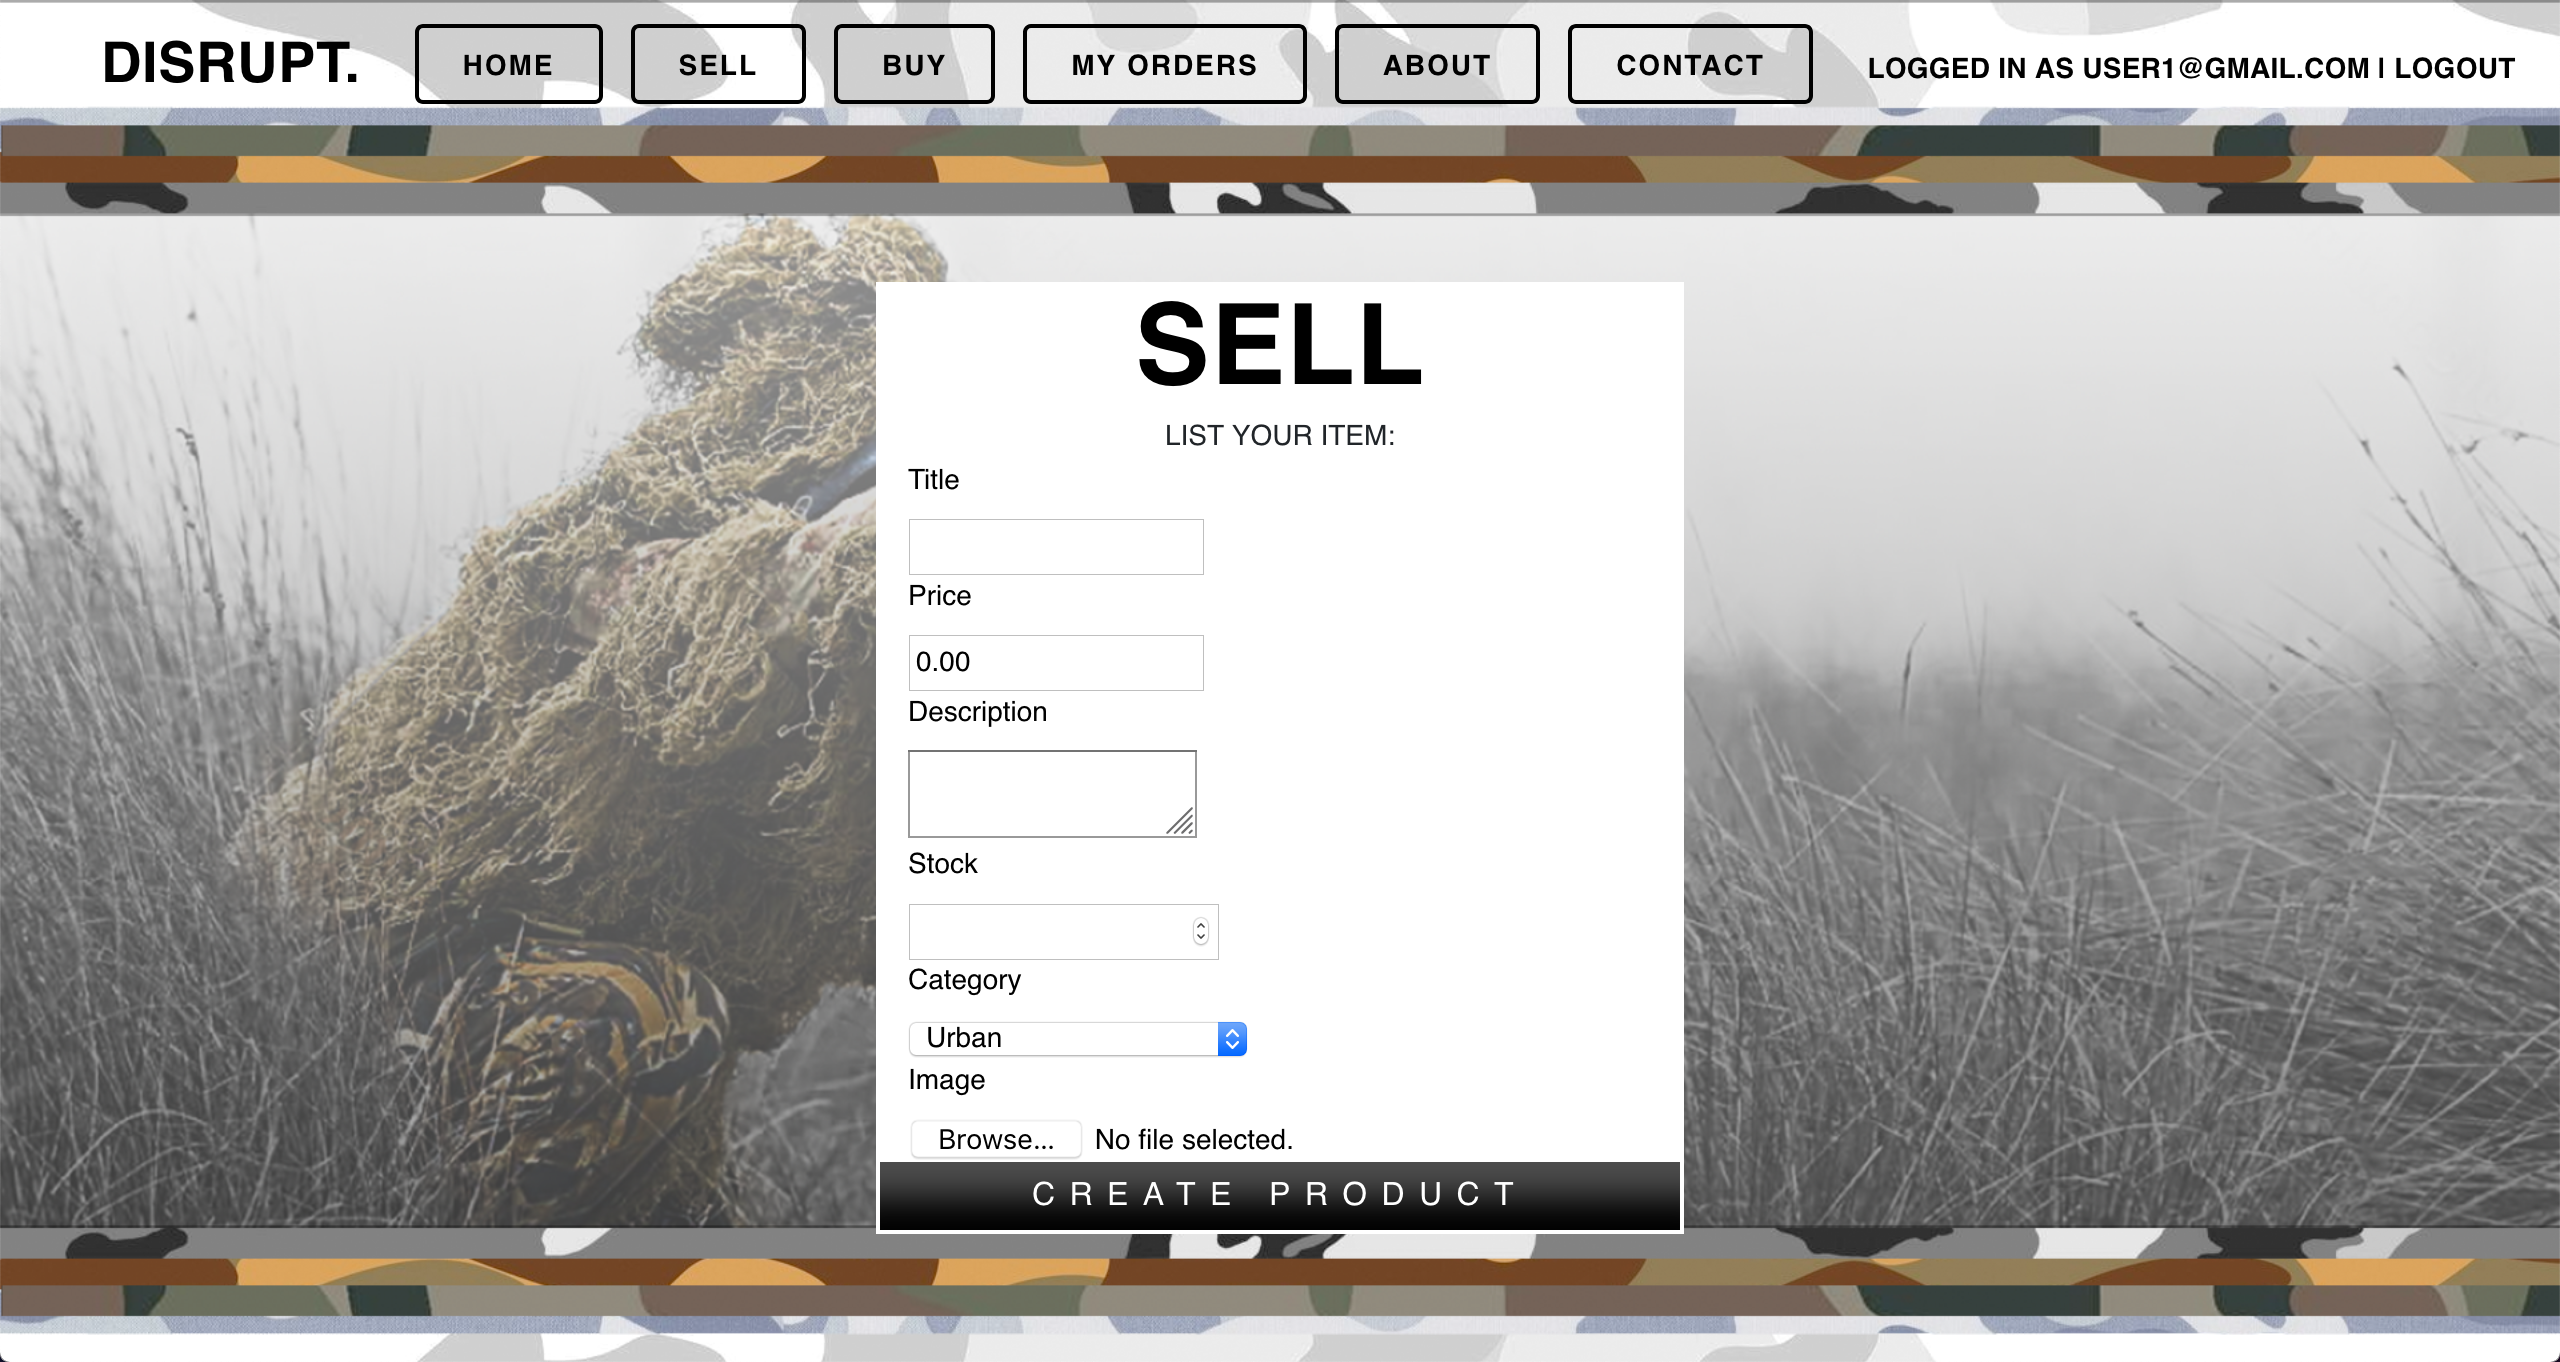 DISRUPT. HOME SELL BUY MY ORDERS ABOUT CONTACT LOGGED IN AS USER1@GMAIL.COM | LOGOUT
SELL
LIST YOUR ITEM:
Title
Price
0.00
Description
Stock
Category
Urban
Image
Browse... No file selected.
CREATE PRODUCT